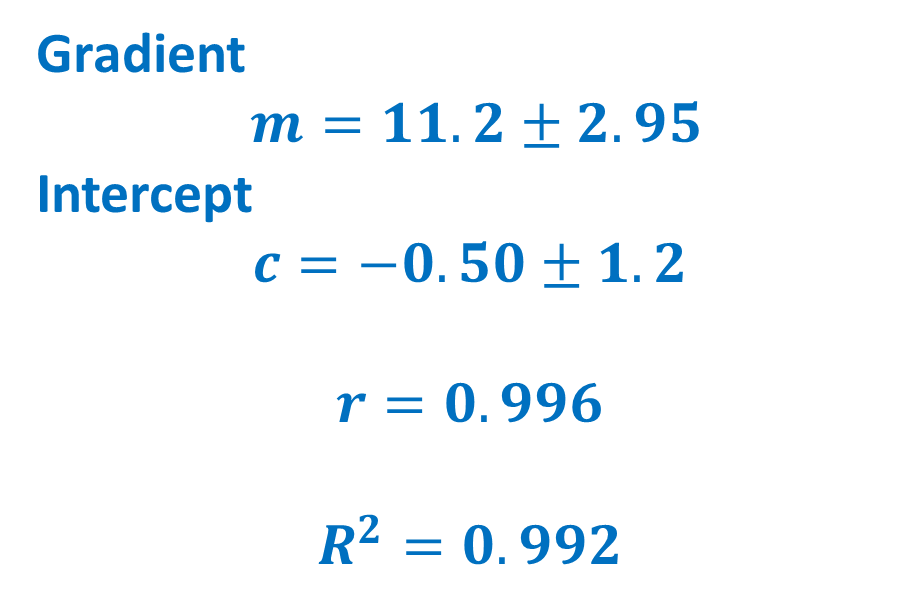 Gradient
m = 11.2 ± 2.95
Intercept
c = −0.50 ± 1.2
r = 0.996
R² = 0.992